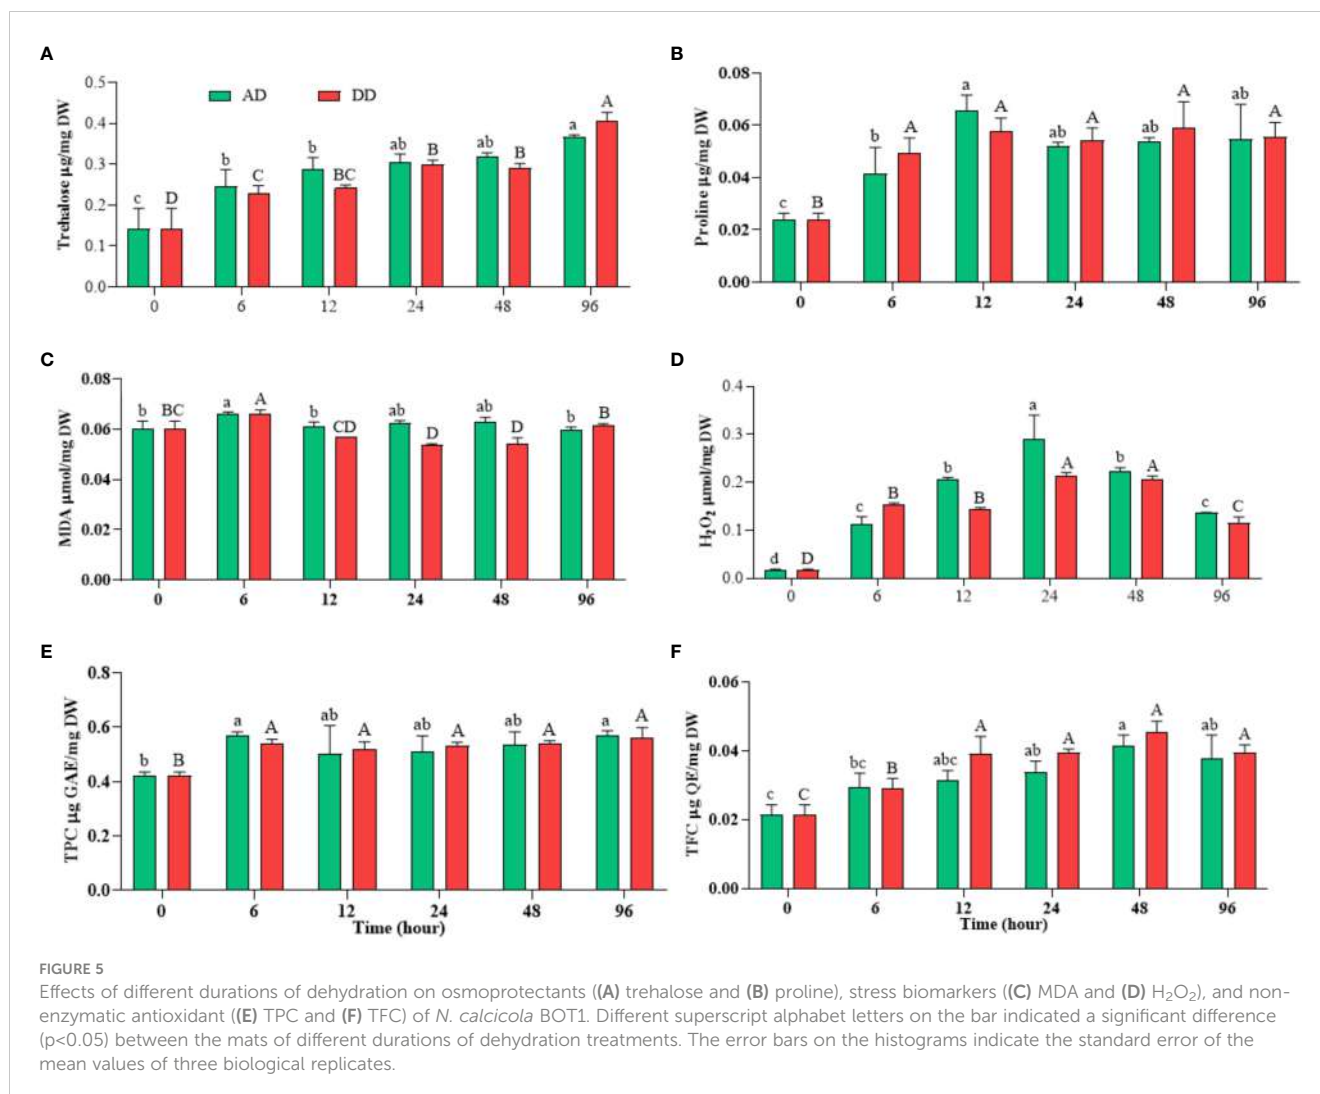 A
Trehalose µg/mg DW
0.5
0.4
0.3
0.2
0.1
0.0
AD DD
c D b C b BC ab B ab B a A
0 6 12 24 48 96
B
Proline µg/mg DW
0.08
0.06
0.04
0.02
0.00
c B b A a A ab A ab A ab A
0 6 12 24 48 96
C
MDA µmol/mg DW
0.08
0.06
0.04
0.02
0.00
b BC a A b CD ab D ab D b B
0 6 12 24 48 96
D
H₂O₂ µmol/mg DW
0.4
0.3
0.2
0.1
0.0
d D c B b B a A b A c C
0 6 12 24 48 96
E
TPC µg GAE/mg DW
0.8
0.6
0.4
0.2
0.0
b B a A ab A ab A ab A a A
0 6 12 24 48 96
Time (hour)
F
TFC µg QE/mg DW
0.06
0.04
0.02
0.00
c C bc B abc A ab A a A ab A
0 6 12 24 48 96
Time (hour)
FIGURE 5
Effects of different durations of dehydration on osmoprotectants ((A) trehalose and (B) proline), stress biomarkers ((C) MDA and (D) H₂O₂), and non-
enzymatic antioxidant ((E) TPC and (F) TFC) of N. calcicola BOT1. Different superscript alphabet letters on the bar indicated a significant difference
(p<0.05) between the mats of different durations of dehydration treatments. The error bars on the histograms indicate the standard error of the
mean values of three biological replicates.